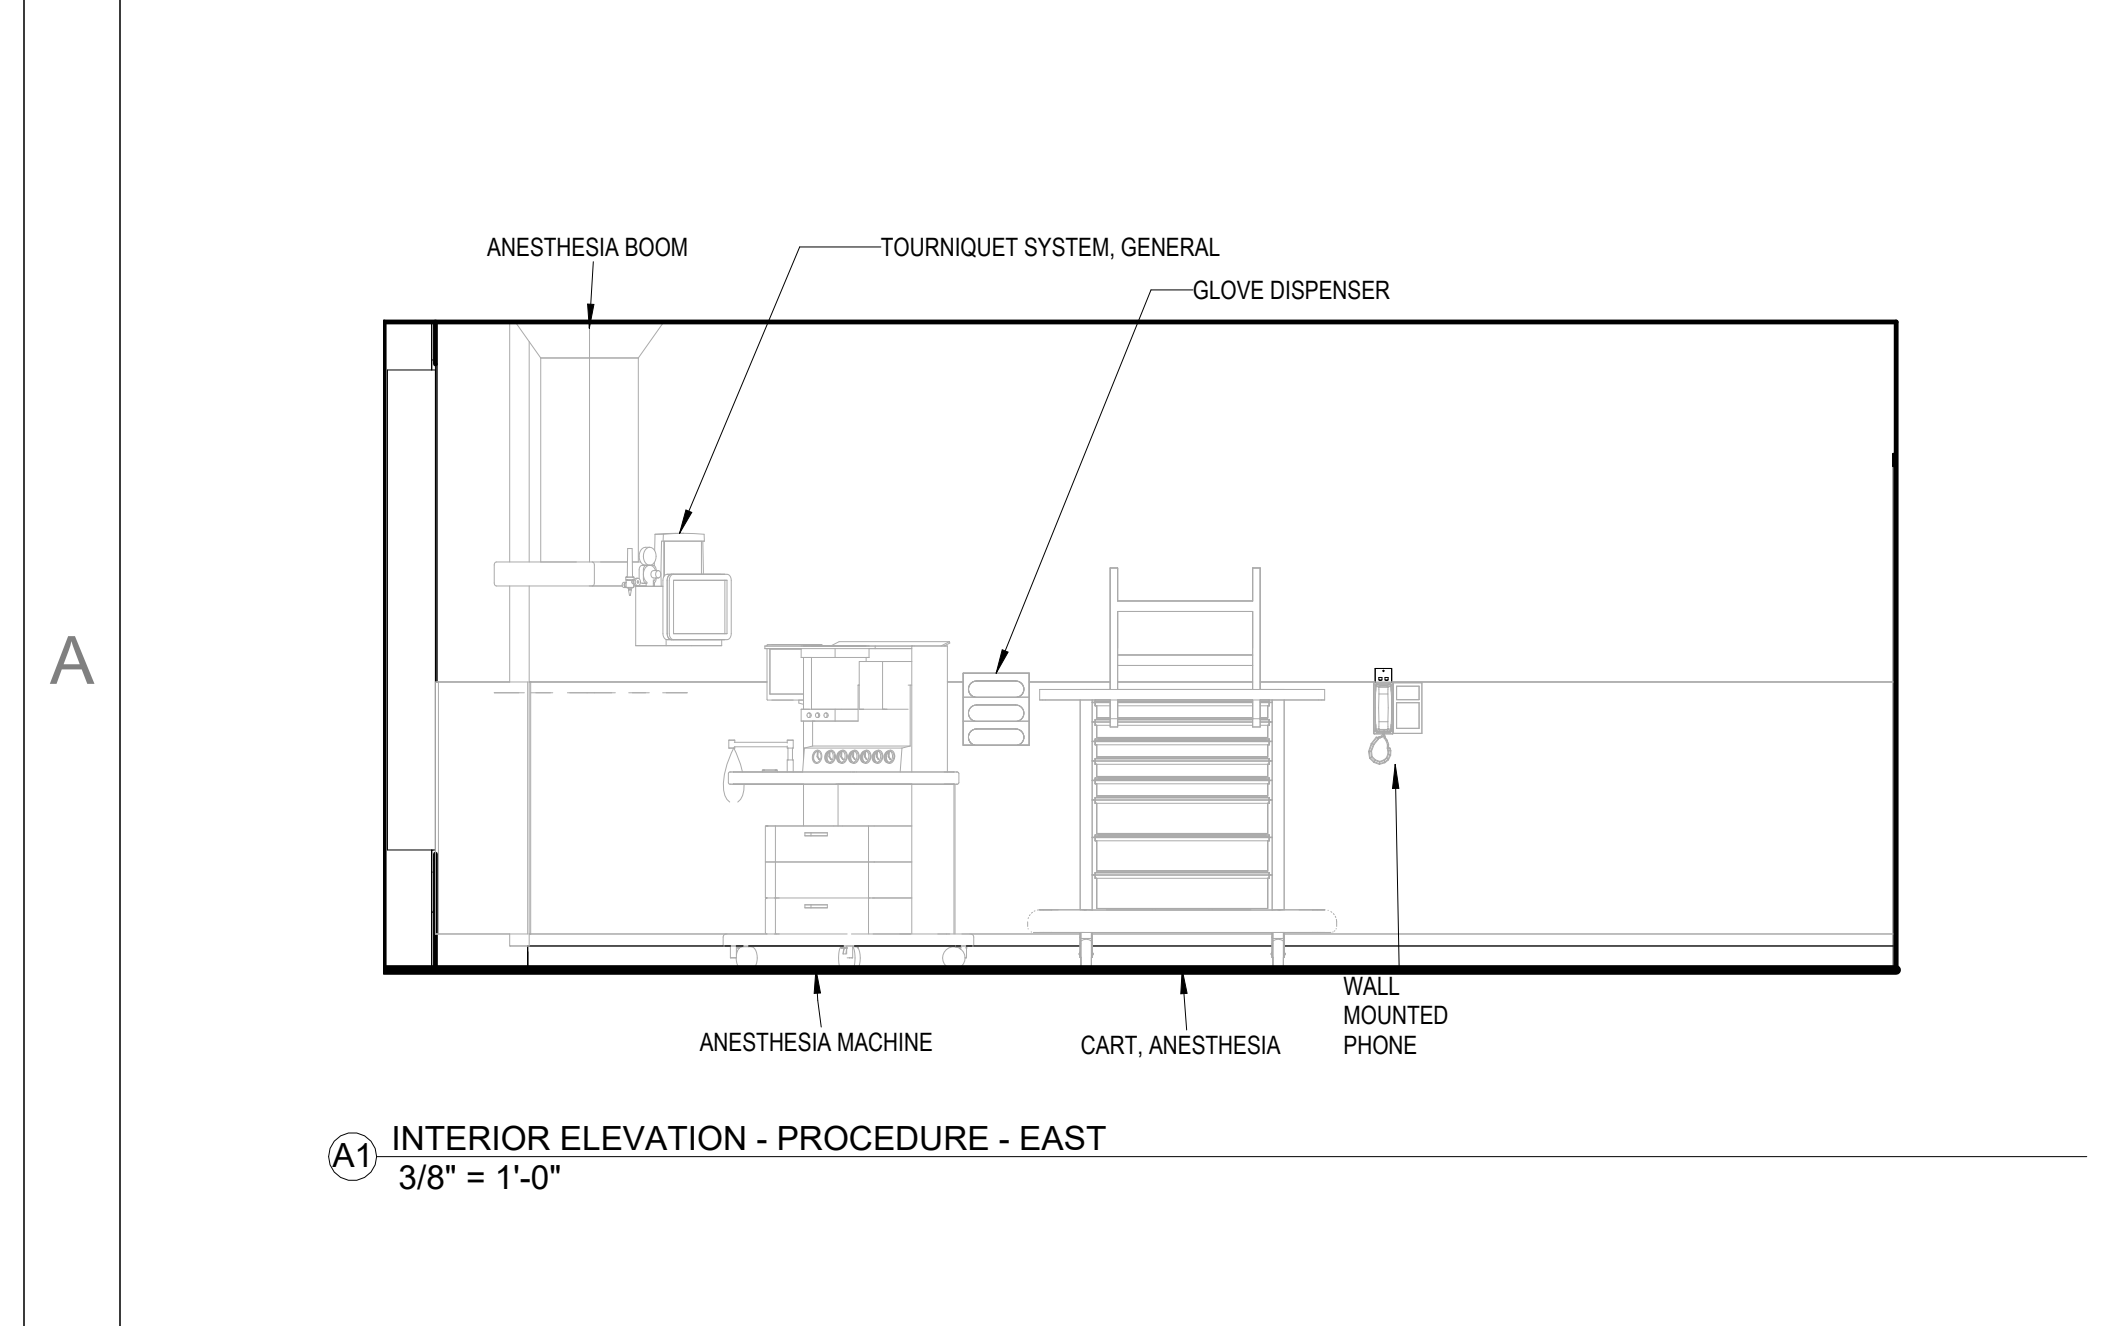 ANESTHESIA BOOM
TOURNIQUET SYSTEM, GENERAL
GLOVE DISPENSER
A
WALL
MOUNTED
PHONE
ANESTHESIA MACHINE
CART, ANESTHESIA
A1
INTERIOR ELEVATION - PROCEDURE - EAST
3/8" = 1'-0"